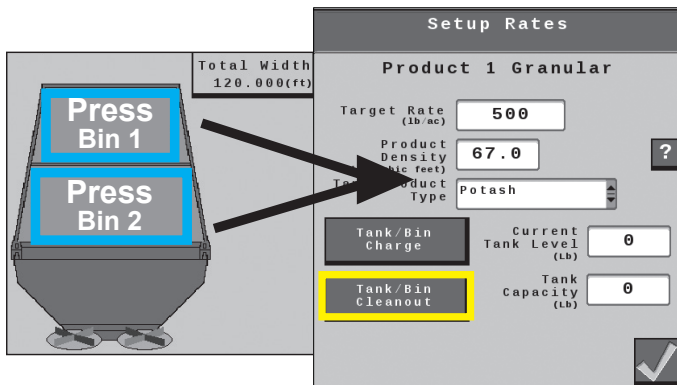 Setup Rates
Total Width
120.000(ft)
Press
Bin 1
Press
Bin 2
Product 1 Granular
Target Rate
(lb/ac)
500
Product
Density
feet)
67.0
?
Type
Potash
Tank/Bin
Charge
Current
Tank Level
(Lb)
0
Tank/Bin
Cleanout
Tank
Capacity
(Lb)
0